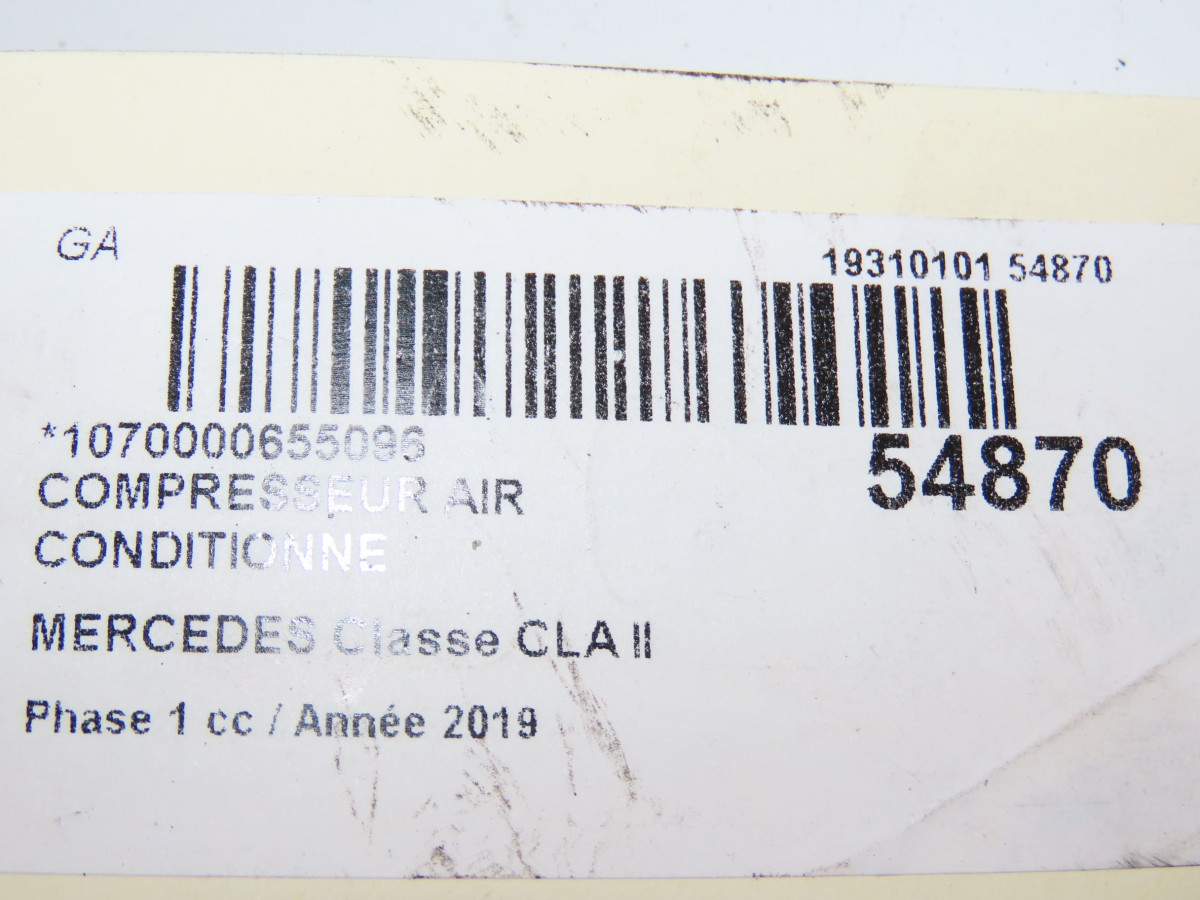 GA
19310101 54870
*1070000655096
54870
COMPRESSEUR AIR
CONDITIONNE
MERCEDES Classe CLA II
Phase 1 cc / Année 2019